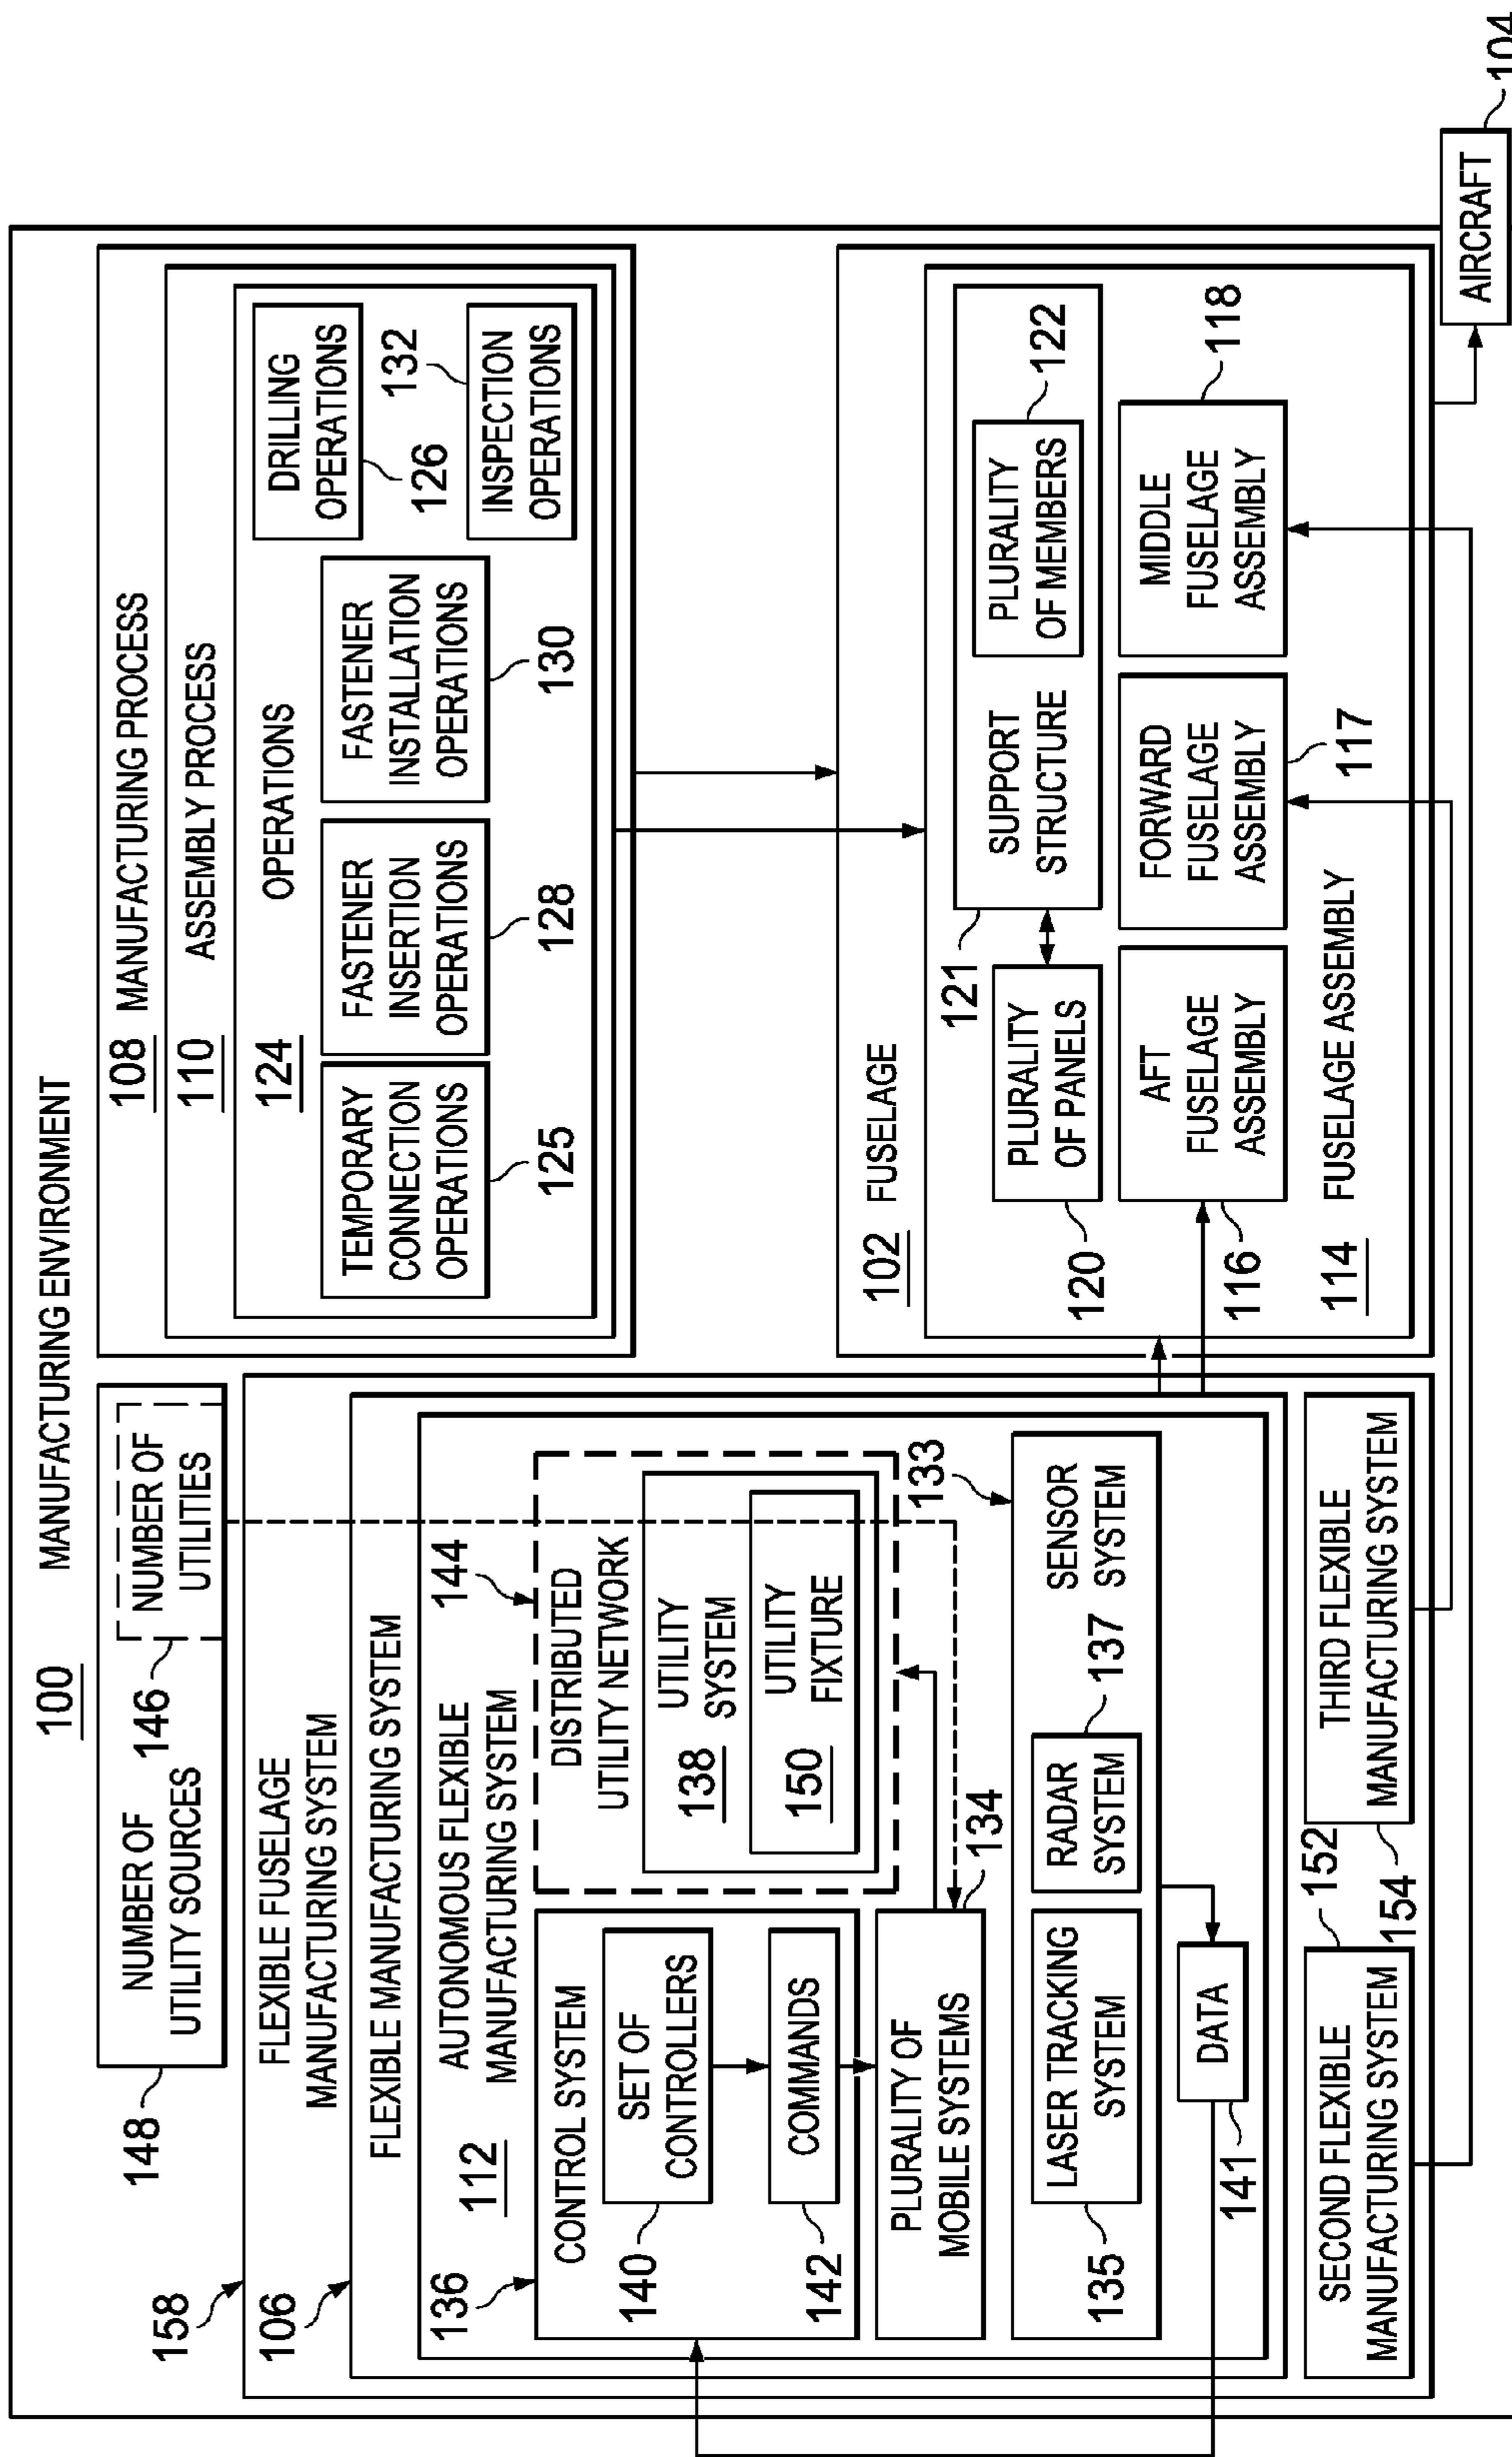 MANUFACTURING ENVIRONMENT
100
NUMBER OF
UTILITY SOURCES
148
NUMBER OF
UTILITIES
146
158
FLEXIBLE FUSELAGE
MANUFACTURING SYSTEM
106
FLEXIBLE MANUFACTURING SYSTEM
AUTONOMOUS FLEXIBLE
MANUFACTURING SYSTEM
112
136
CONTROL SYSTEM
SET OF
CONTROLLERS
140
COMMANDS
142
144
DISTRIBUTED
UTILITY NETWORK
UTILITY
SYSTEM
138
UTILITY
FIXTURE
150
PLURALITY OF
MOBILE SYSTEMS
134
133
SENSOR
SYSTEM
LASER TRACKING
SYSTEM
135
RADAR
SYSTEM
137
DATA
141
SECOND FLEXIBLE
MANUFACTURING SYSTEM
152
THIRD FLEXIBLE
MANUFACTURING SYSTEM
154
108
MANUFACTURING PROCESS
110
ASSEMBLY PROCESS
124
OPERATIONS
TEMPORARY
CONNECTION
OPERATIONS
125
FASTENER
INSERTION
OPERATIONS
128
FASTENER
INSTALLATION
OPERATIONS
130
DRILLING
OPERATIONS
126
132
INSPECTION
OPERATIONS
102
FUSELAGE
PLURALITY
OF PANELS
120
121
SUPPORT
STRUCTURE
PLURALITY
OF MEMBERS
122
AFT
FUSELAGE
ASSEMBLY
116
FORWARD
FUSELAGE
ASSEMBLY
117
MIDDLE
FUSELAGE
ASSEMBLY
118
114
FUSELAGE ASSEMBLY
AIRCRAFT
104